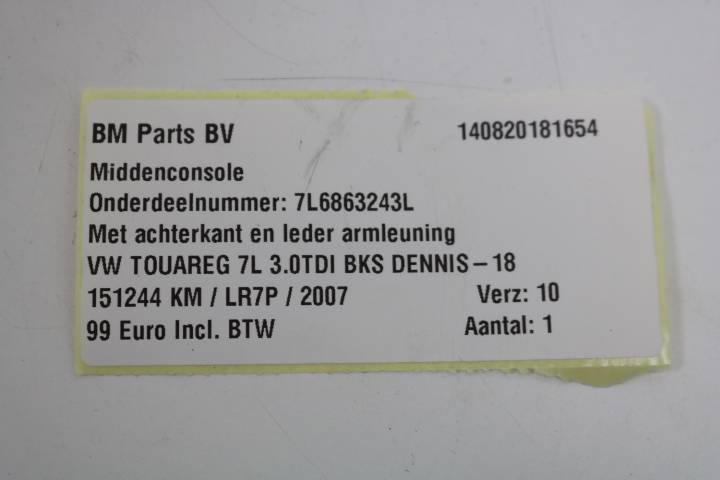 BM Parts BV 140820181654
Middenconsole
Onderdeelnummer: 7L6863243L
Met achterkant en leder armleuning
VW TOUAREG 7L 3.0TDI BKS DENNIS - 18
151244 KM / LR7P / 2007 Verz: 10
99 Euro Incl. BTW Aantal: 1